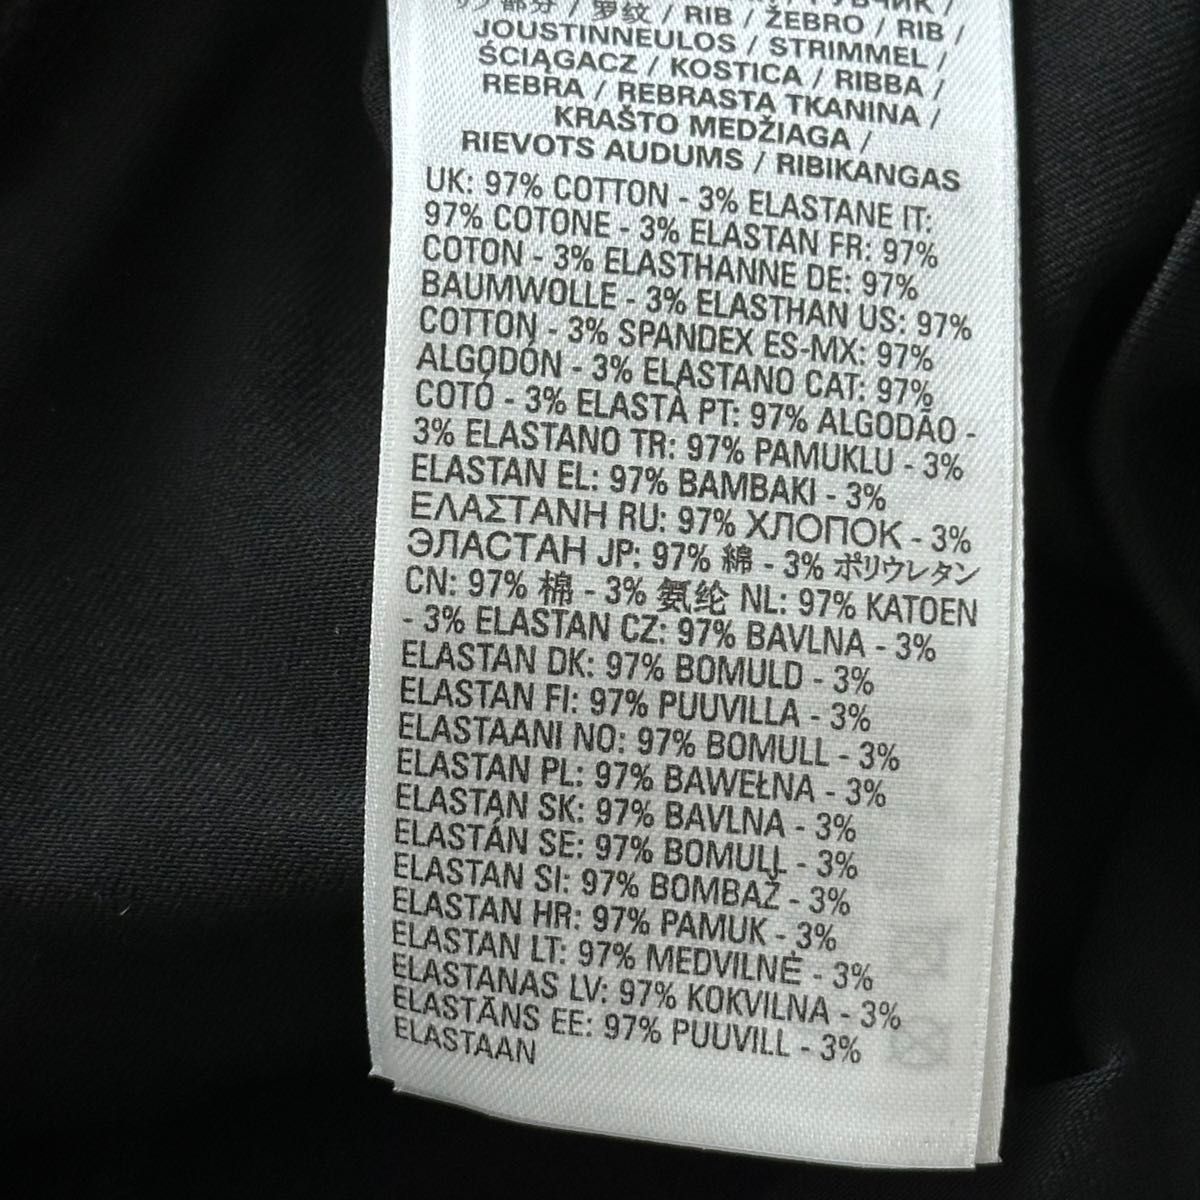 部分 / 罗纹 / RIB / ŽEBRO / RIB /
JOUSTINNEULOS / STRIMMEL /
ŚCIĄGACZ / KOSTICA / RIBBA /
REBRA / REBRASTA TKANINA /
KRAŠTO MEDŽIAGA /
RIEVOTS AUDUMS / RIBIKANGAS
UK: 97% COTTON - 3% ELASTANE IT:
97% COTONE - 3% ELASTAN FR: 97%
COTON - 3% ELASTHANNE DE: 97%
BAUMWOLLE - 3% ELASTHAN US: 97%
COTTON - 3% SPANDEX ES-MX: 97%
ALGODÓN - 3% ELASTANO CAT: 97%
COTÓ - 3% ELASTÀ PT: 97% ALGODÃO -
3% ELASTANO TR: 97% PAMUKLU - 3%
ELASTAN EL: 97% BAMBAKI - 3%
ΕΛΑΣΤΑΝΗ RU: 97% ХЛОПОК - 3%
ЭЛАСТАН JP: 97% 綿 - 3% ポリウレタン
CN: 97% 棉 - 3% 氨纶 NL: 97% KATOEN
- 3% ELASTAN CZ: 97% BAVLNA - 3%
ELASTAN DK: 97% BOMULD - 3%
ELASTAN FI: 97% PUUVILLA - 3%
ELASTAANI NO: 97% BOMULL - 3%
ELASTAN PL: 97% BAWEŁNA - 3%
ELASTAN SK: 97% BAVLNA - 3%
ELASTÁN SE: 97% BOMULL - 3%
ELASTAN SI: 97% BOMBAŽ - 3%
ELASTAN HR: 97% PAMUK - 3%
ELASTAN LT: 97% MEDVILNĖ - 3%
ELASTANAS LV: 97% KOKVILNA - 3%
ELASTĀNS EE: 97% PUUVILL - 3%
ELASTAAN